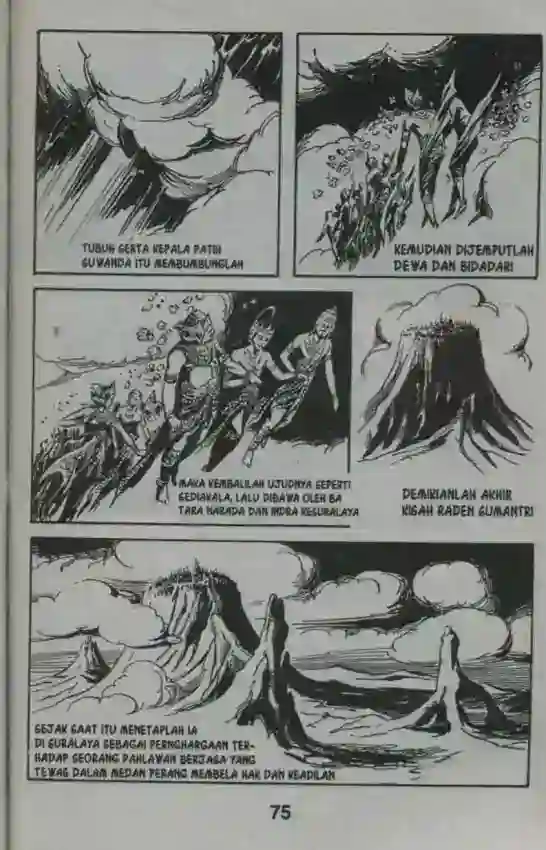 TUBUH SERTA KEPALA PATIH
SUWANDA ITU MEMBUMBUNGLAH
KEMUDIAN DIJEMPUTLAH
DEWA DAN BIDADARI
MAKA KEMBALILAH UJUDNYA SEPERTI
SEDIAKALA, LALU DIBAWA OLEH BA
TARA NARADA DAN INDRA KESURALAYA
DEMIKIANLAH AKHIR
KISAH RADEN SUMANTRI
SEJAK SAAT ITU MENETAPLAH IA
DI SURALAYA SEBAGAI PERNGHARGAAN TER-
HADAP SEORANG PAHLAWAN BERJASA YANG
TEWAS DALAM MEDAN PERANG MEMBELA HAK DAN KEADILAN
75